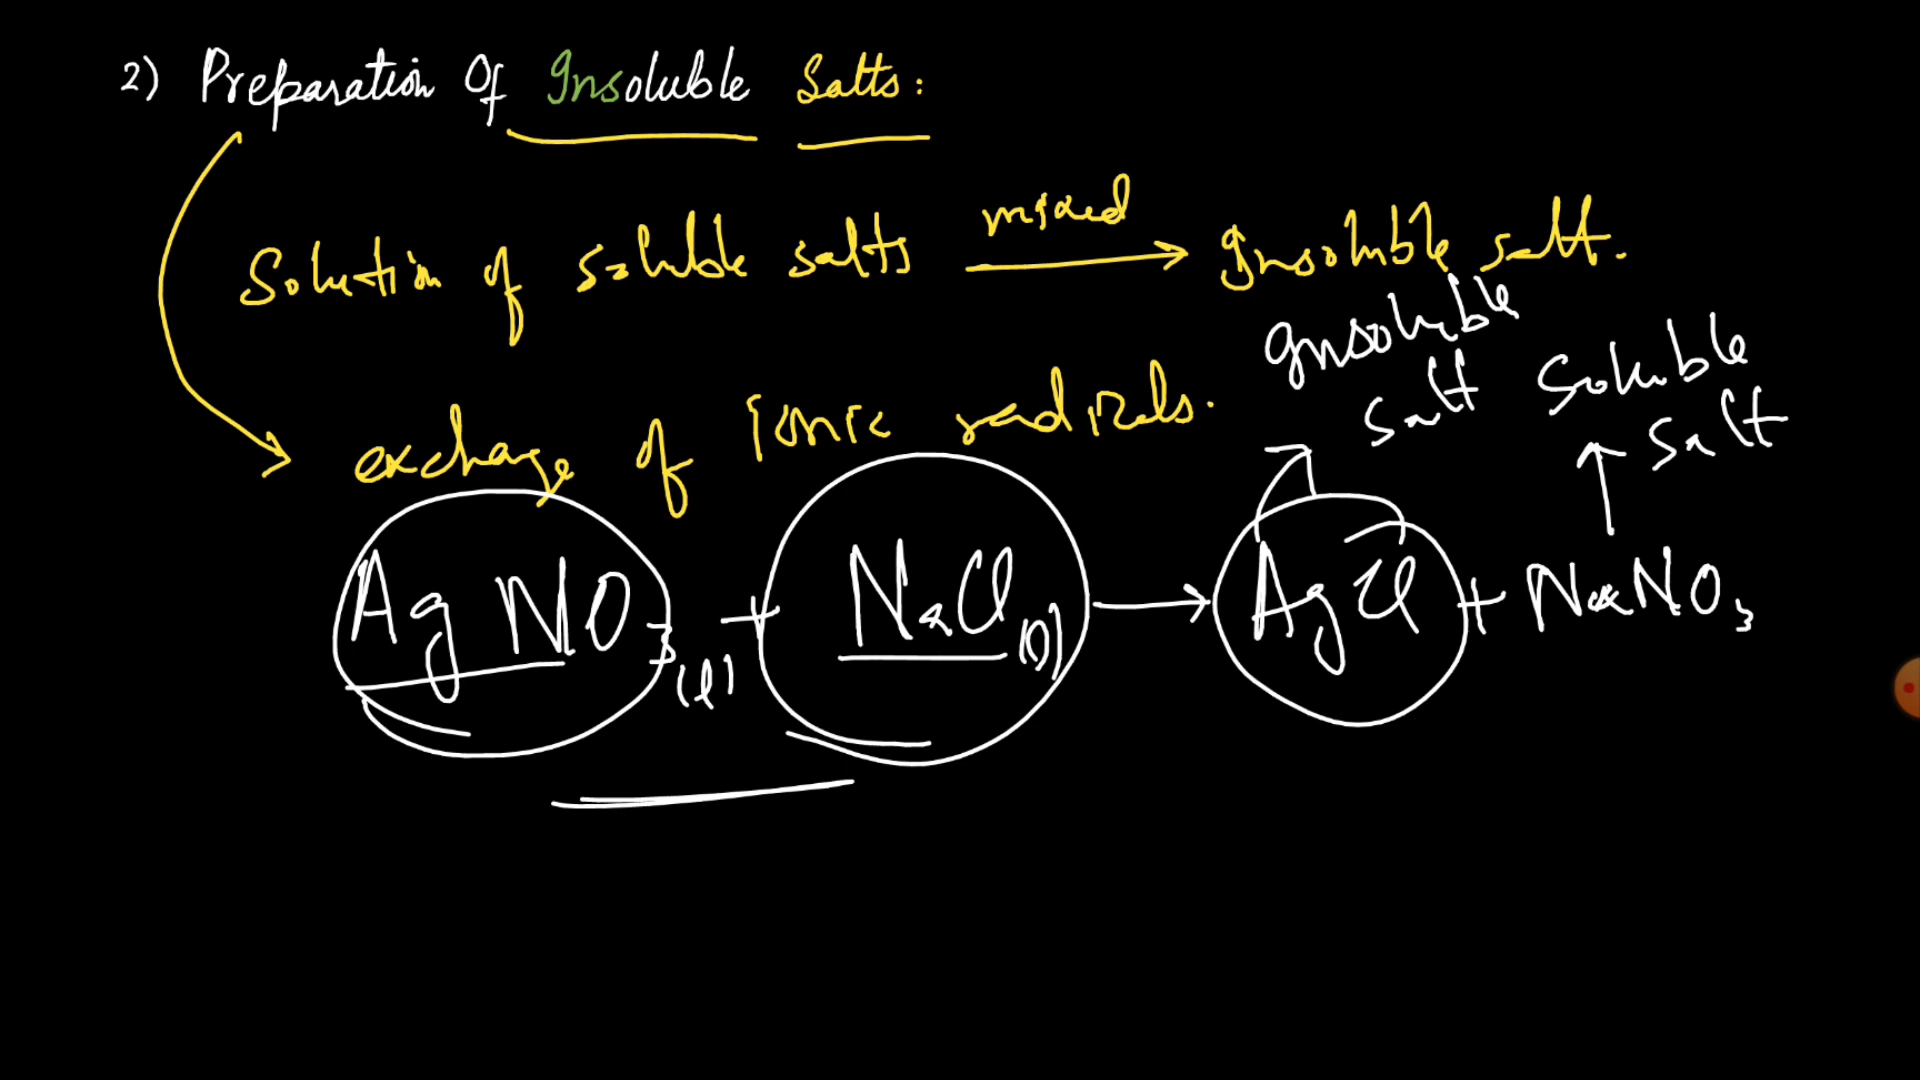 2) Preparation Of Insoluble Salts:
Solution of soluble salts mixed → Insoluble salt.
Insoluble salt
Soluble salt
exchange of ionic radicals.
AgNO₃(l) + NaCl(l) → AgCl + NaNO₃